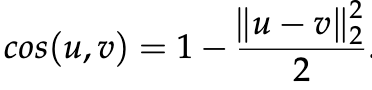 cos(u, v) = 1 − ‖u − v‖₂² / 2.